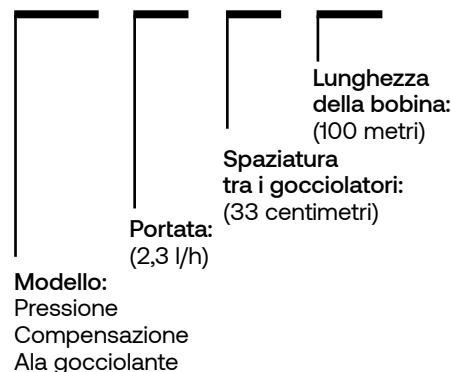 Lunghezza
della bobina:
(100 metri)
Spaziatura
tra i gocciolatori:
(33 centimetri)
Portata:
(2,3 l/h)
Modello:
Pressione
Compensazione
Ala gocciolante